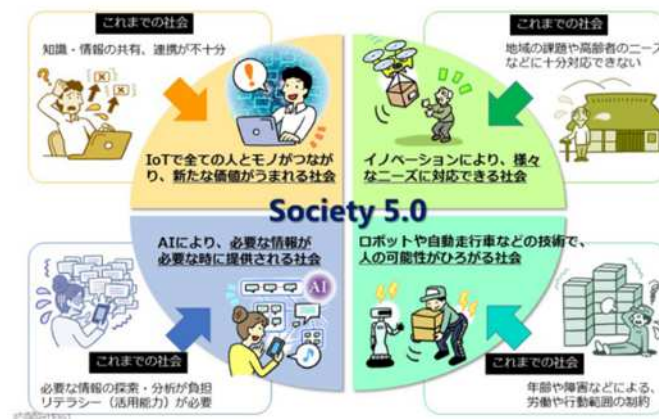 これまでの社会
知識・情報の共有、連携が不十分
IoTで全ての人とモノがつなが
り、新たな価値がうまれる社会
これまでの社会
地域の課題や高齢者のニーズ
などに十分対応できない
イノベーションにより、様々
なニーズに対応できる社会
Society 5.0
AIにより、必要な情報が
必要な時に提供される社会
AI
これまでの社会
必要な情報の探索・分析が負担
リテラシー（活用能力）が必要
ロボットや自動走行車などの技術で、
人の可能性がひろがる社会
これまでの社会
年齢や障害などによる、
労働や行動範囲の制約